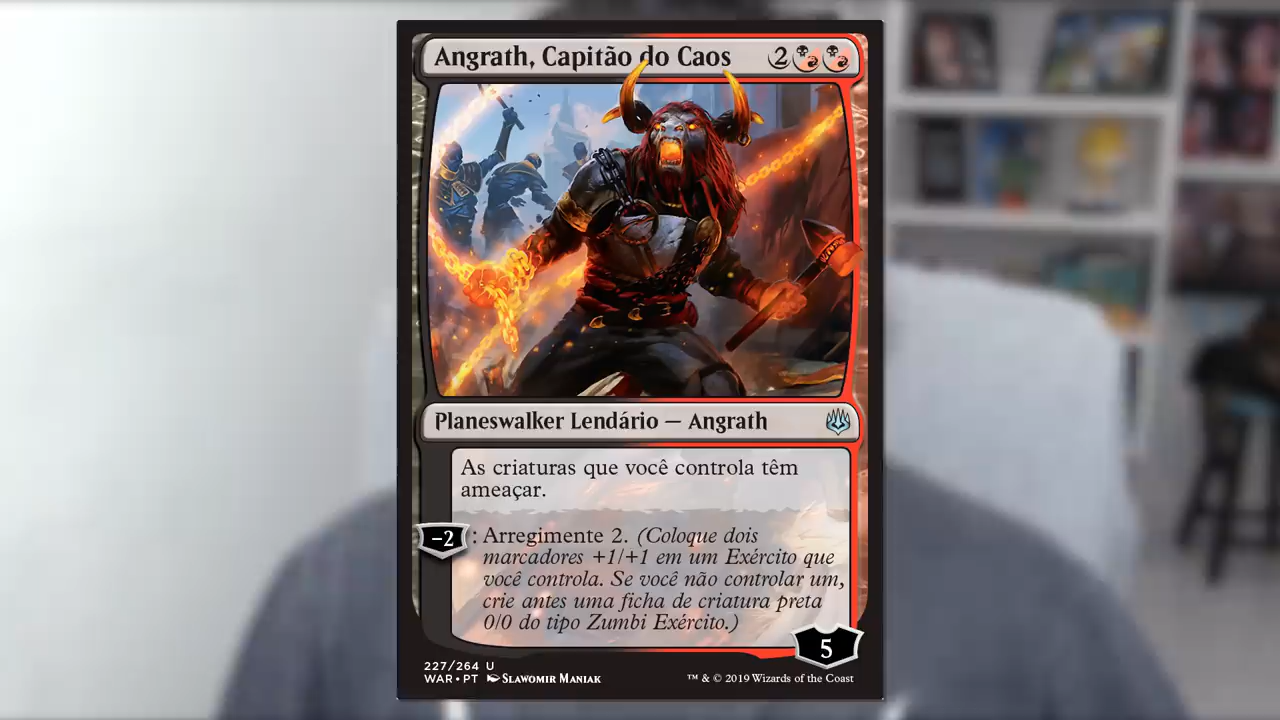 Angrath, Capitão do Caos 2
Planeswalker Lendário — Angrath
As criaturas que você controla têm
ameaçar.
−2: Arregimente 2. (Coloque dois
marcadores +1/+1 em um Exército que
você controla. Se você não controlar um,
crie antes uma ficha de criatura preta
0/0 do tipo Zumbi Exército.)
5
227/264 U
WAR • PT Slawomir Maniak
™ & © 2019 Wizards of the Coast